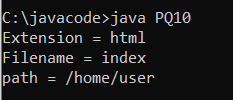 C:\javacode>java PQ10
Extension = html
Filename = index
path = /home/user